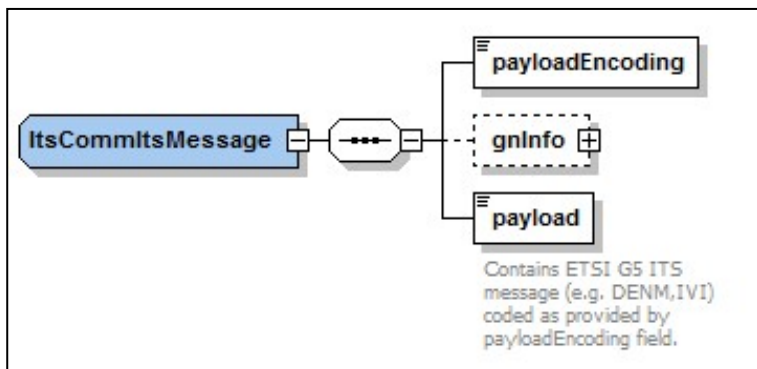 payloadEncoding
ItsCommItsMessage
gnInfo
payload
Contains ETSI G5 ITS
message (e.g. DENM,IVI)
coded as provided by
payloadEncoding field.